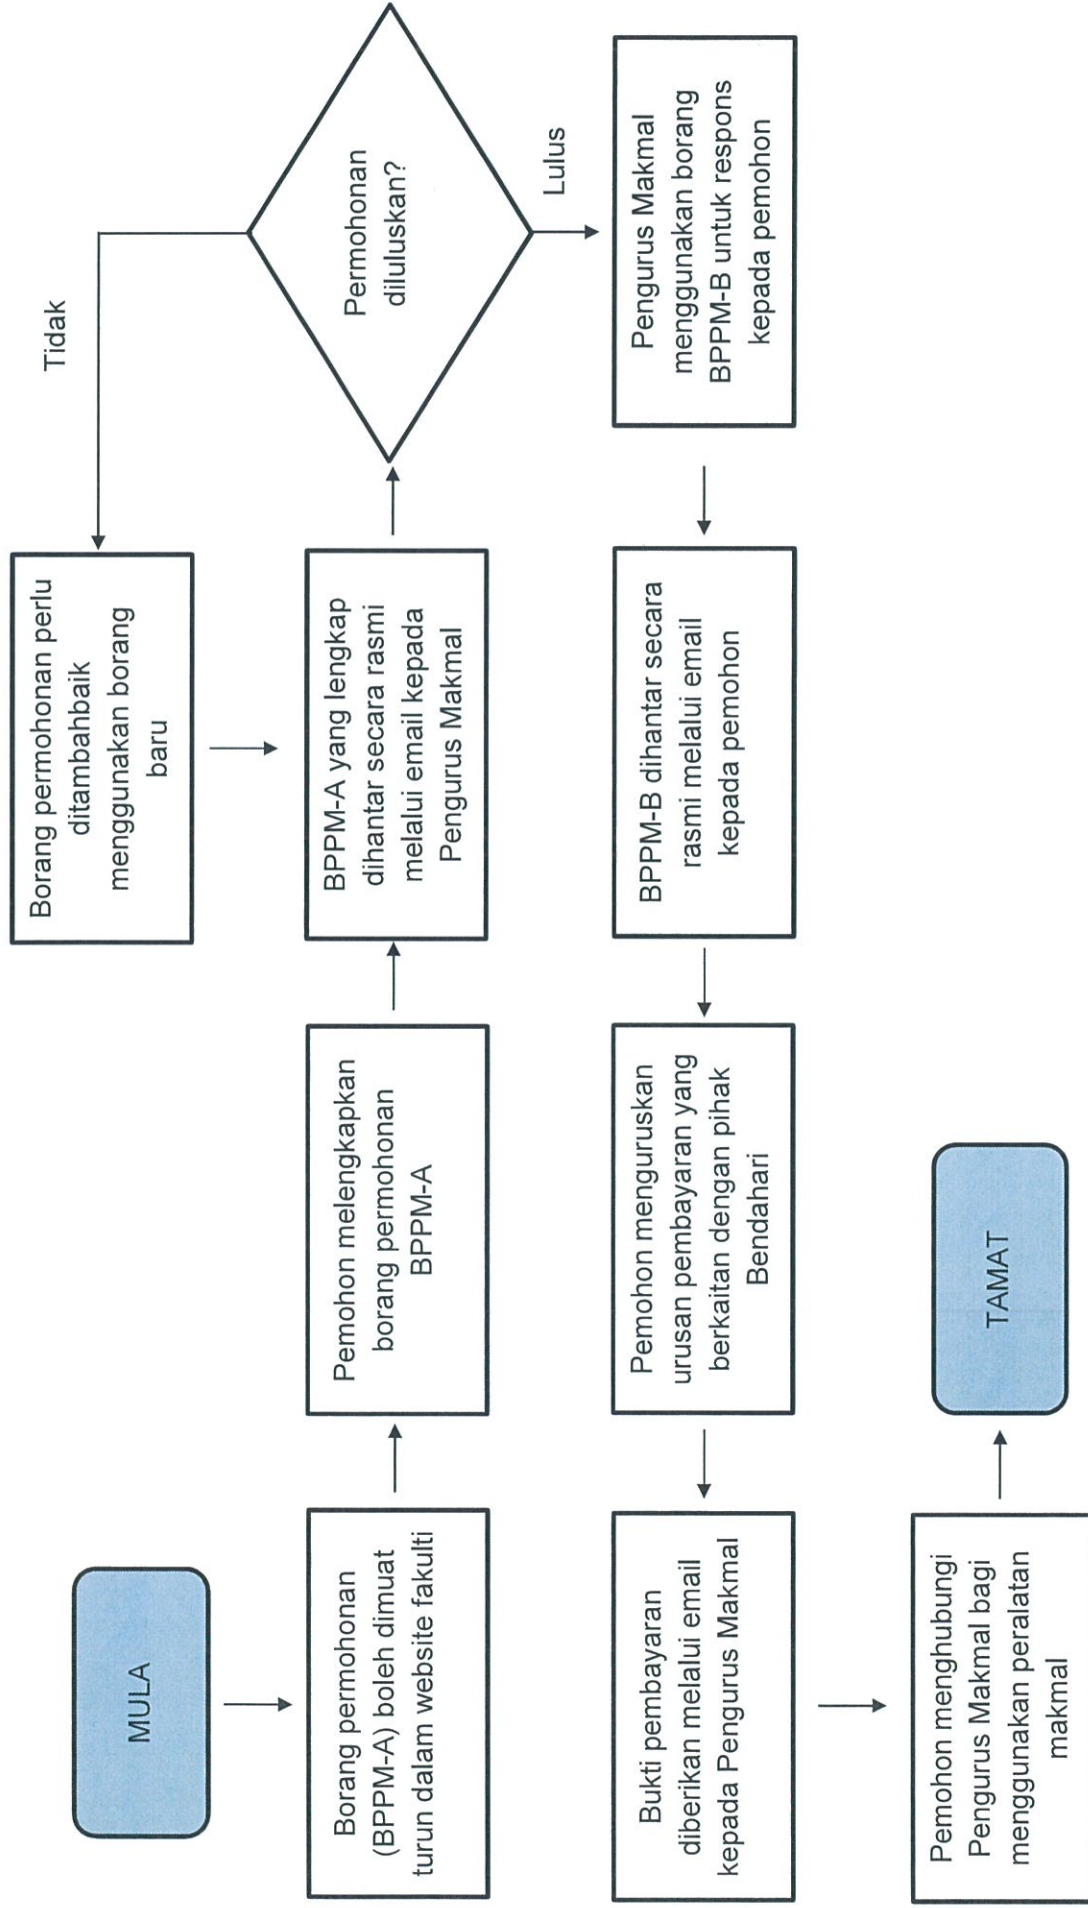 MULA
Borang permohonan
(BPPM-A) boleh dimuat
turun dalam website fakulti
Pemohon melengkapkan
borang permohonan
BPPM-A
BPPM-A yang lengkap
dihantar secara rasmi
melalui email kepada
Pengurus Makmal
Permohonan
diluluskan?
Tidak
Borang permohonan perlu
ditambahbaik
menggunakan borang
baru
Lulus
Pengurus Makmal
menggunakan borang
BPPM-B untuk respons
kepada pemohon
BPPM-B dihantar secara
rasmi melalui email
kepada pemohon
Pemohon menguruskan
urusan pembayaran yang
berkaitan dengan pihak
Bendahari
Bukti pembayaran
diberikan melalui email
kepada Pengurus Makmal
Pemohon menghubungi
Pengurus Makmal bagi
menggunakan peralatan
makmal
TAMAT